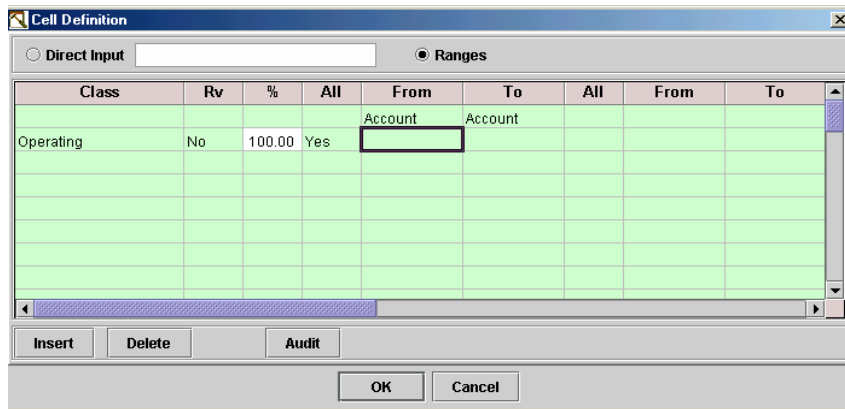 Cell Definition
Direct Input Ranges
Class Rv % All From To All From To
Account Account
Operating No 100.00 Yes
Insert Delete Audit
OK Cancel